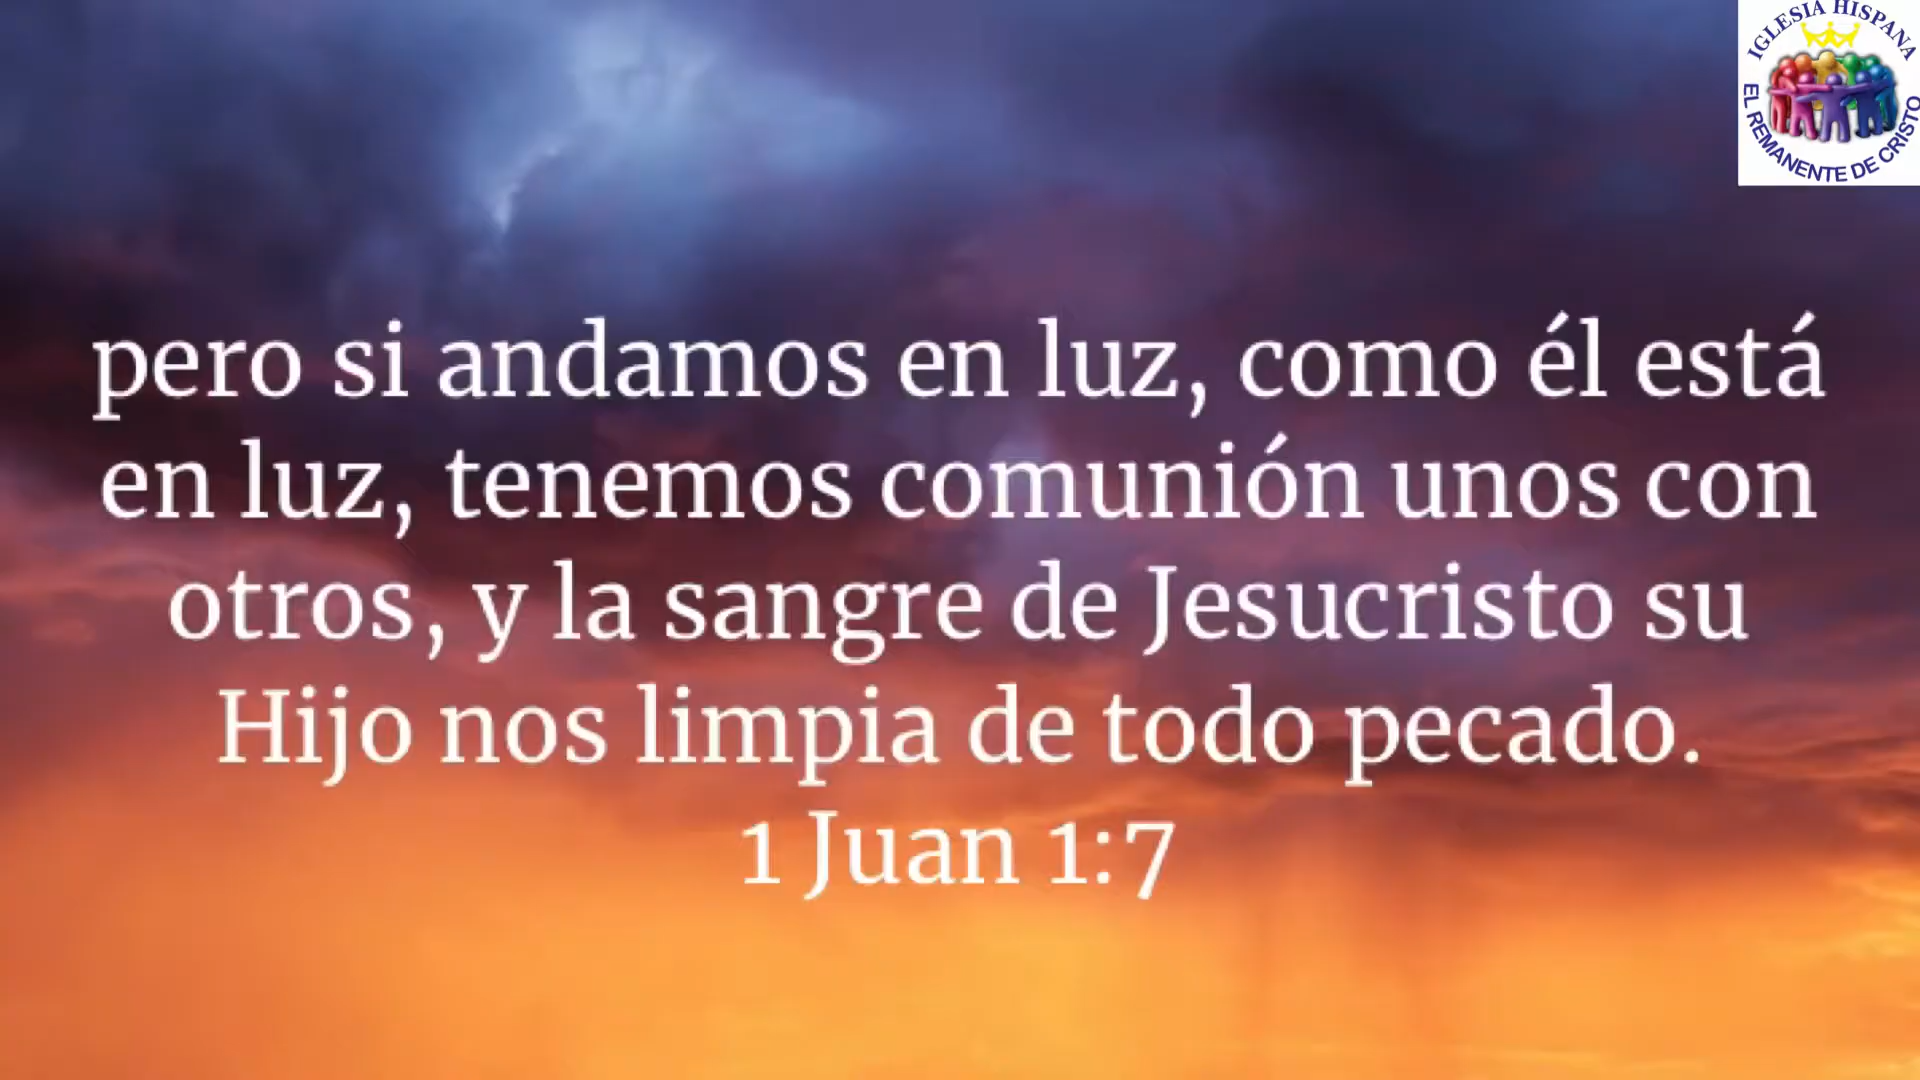 IGLESIA HISPANA
EL REMANENTE DE CRISTO
pero si andamos en luz, como él está
en luz, tenemos comunión unos con
otros, y la sangre de Jesucristo su
Hijo nos limpia de todo pecado.
1 Juan 1:7